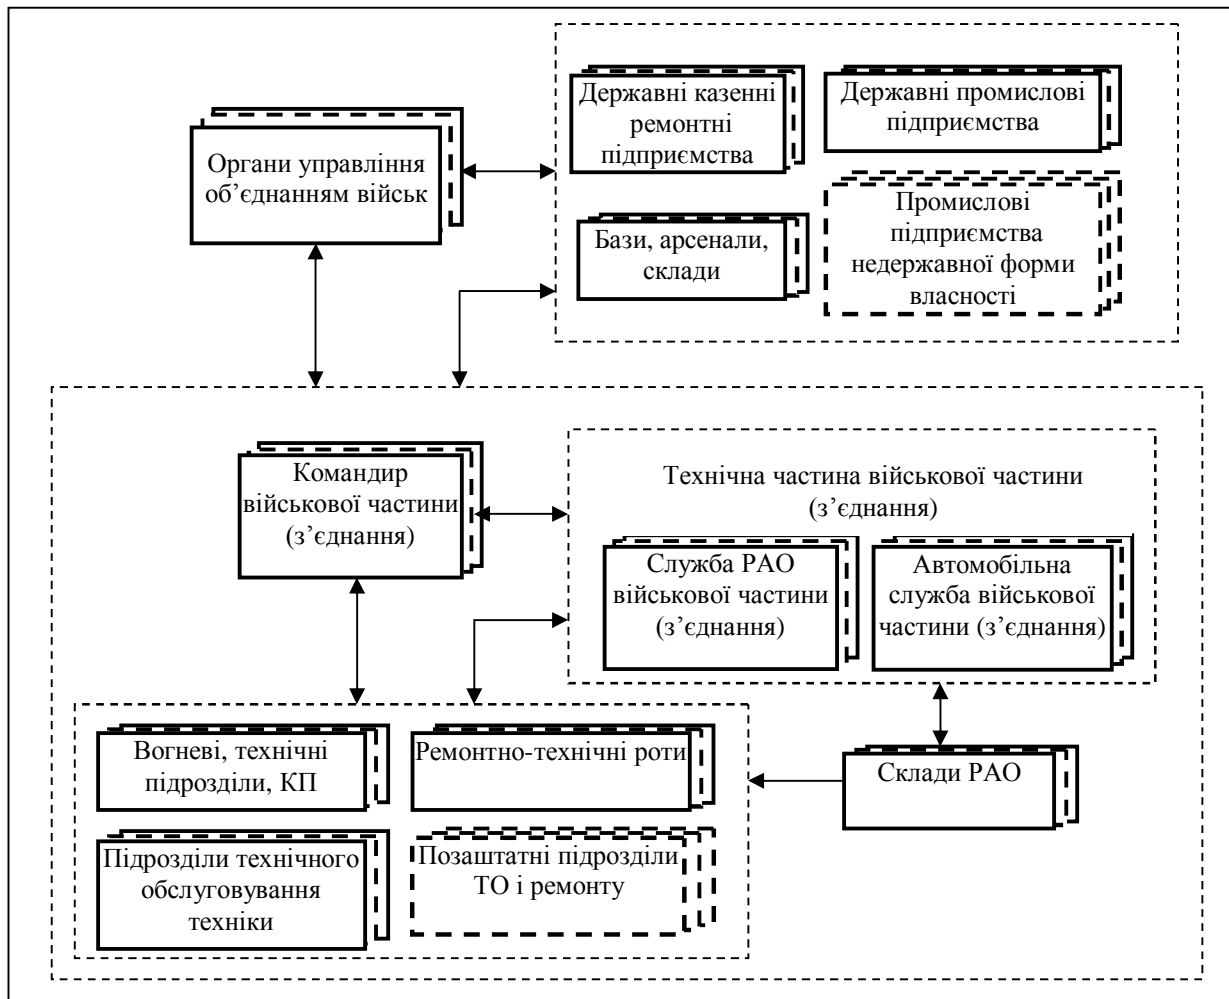 Державні казенні
ремонтні
підприємства
Державні промислові
підприємства
Органи управління
об’єднанням військ
Бази, арсенали,
склади
Промислові
підприємства
недержавної форми
власності
Командир
військової частини
(з’єднання)
Технічна частина військової частини
(з’єднання)
Служба РАО
військової частини
(з’єднання)
Автомобільна
служба військової
частини (з’єднання)
Вогневі, технічні
підрозділи, КП
Ремонтно-технічні роти
Склади РАО
Підрозділи технічного
обслуговування
техніки
Позаштатні підрозділи
ТО і ремонту